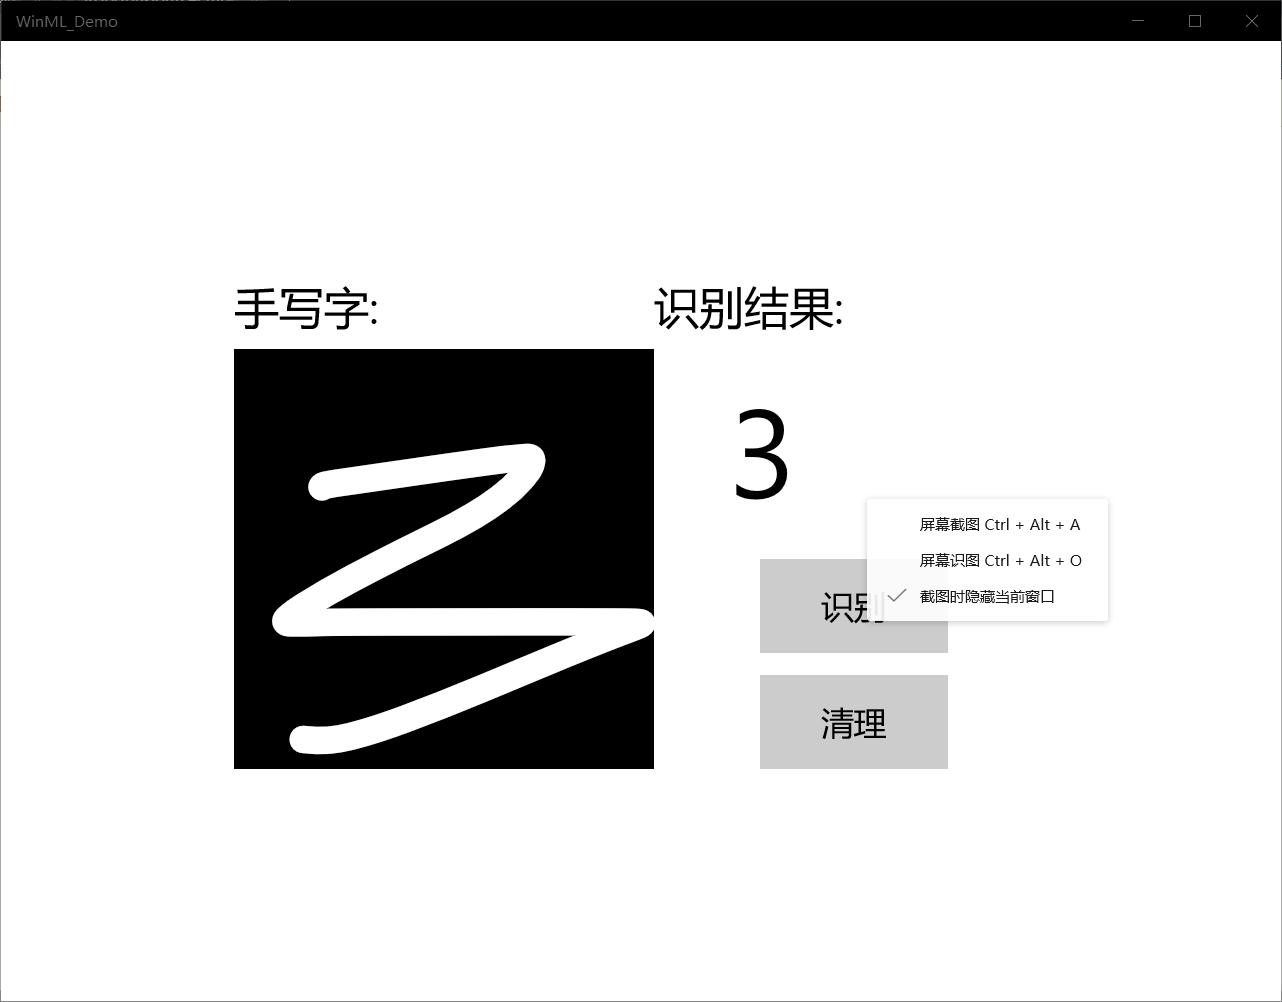 WinML_Demo
手写字:
识别结果:
3
3
屏幕截图 Ctrl + Alt + A
屏幕识图 Ctrl + Alt + O
截图时隐藏当前窗口
识别
清理